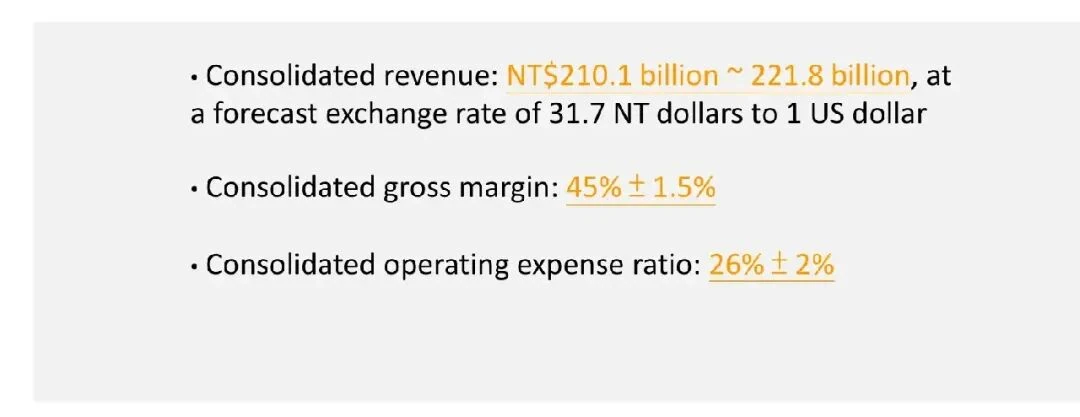 • Consolidated revenue: NT$210.1 billion ~ 221.8 billion, at
a forecast exchange rate of 31.7 NT dollars to 1 US dollar
• Consolidated gross margin: 45% ± 1.5%
• Consolidated operating expense ratio: 26% ± 2%